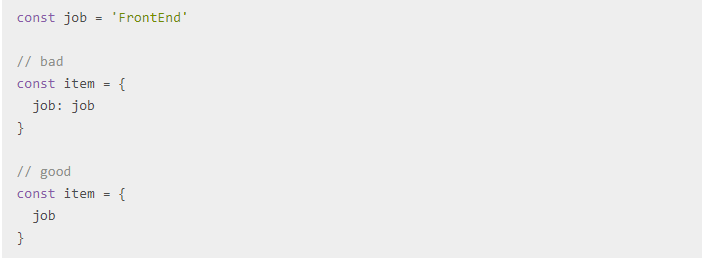 const job = 'FrontEnd'

// bad
const item = {
  job: job
}

// good
const item = {
  job
}